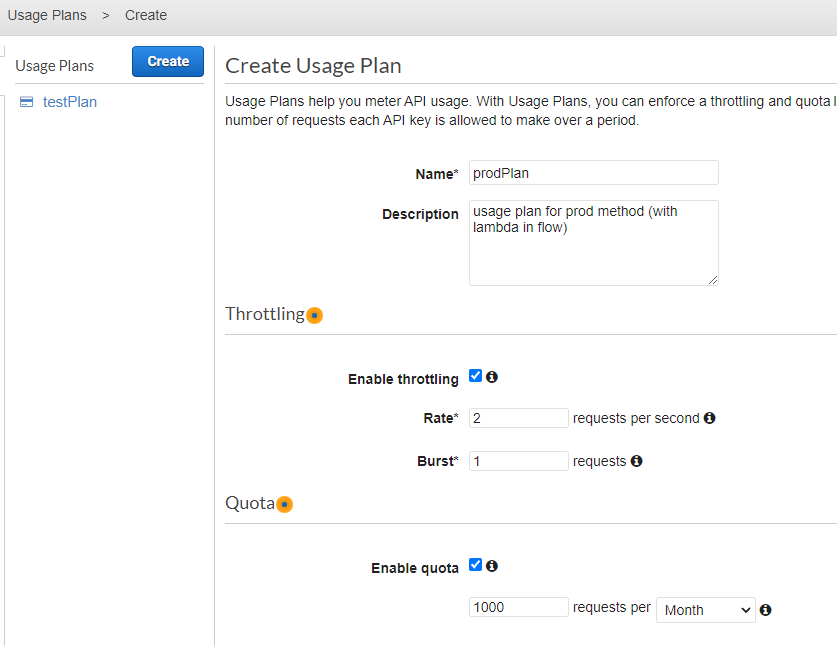 Usage Plans > Create
Usage Plans
Create
testPlan
Create Usage Plan
Usage Plans help you meter API usage. With Usage Plans, you can enforce a throttling and quota l
number of requests each API key is allowed to make over a period.
Name* prodPlan
Description usage plan for prod method (with
lambda in flow)
Throttling
Enable throttling
Rate* 2 requests per second
Burst* 1 requests
Quota
Enable quota
1000 requests per Month